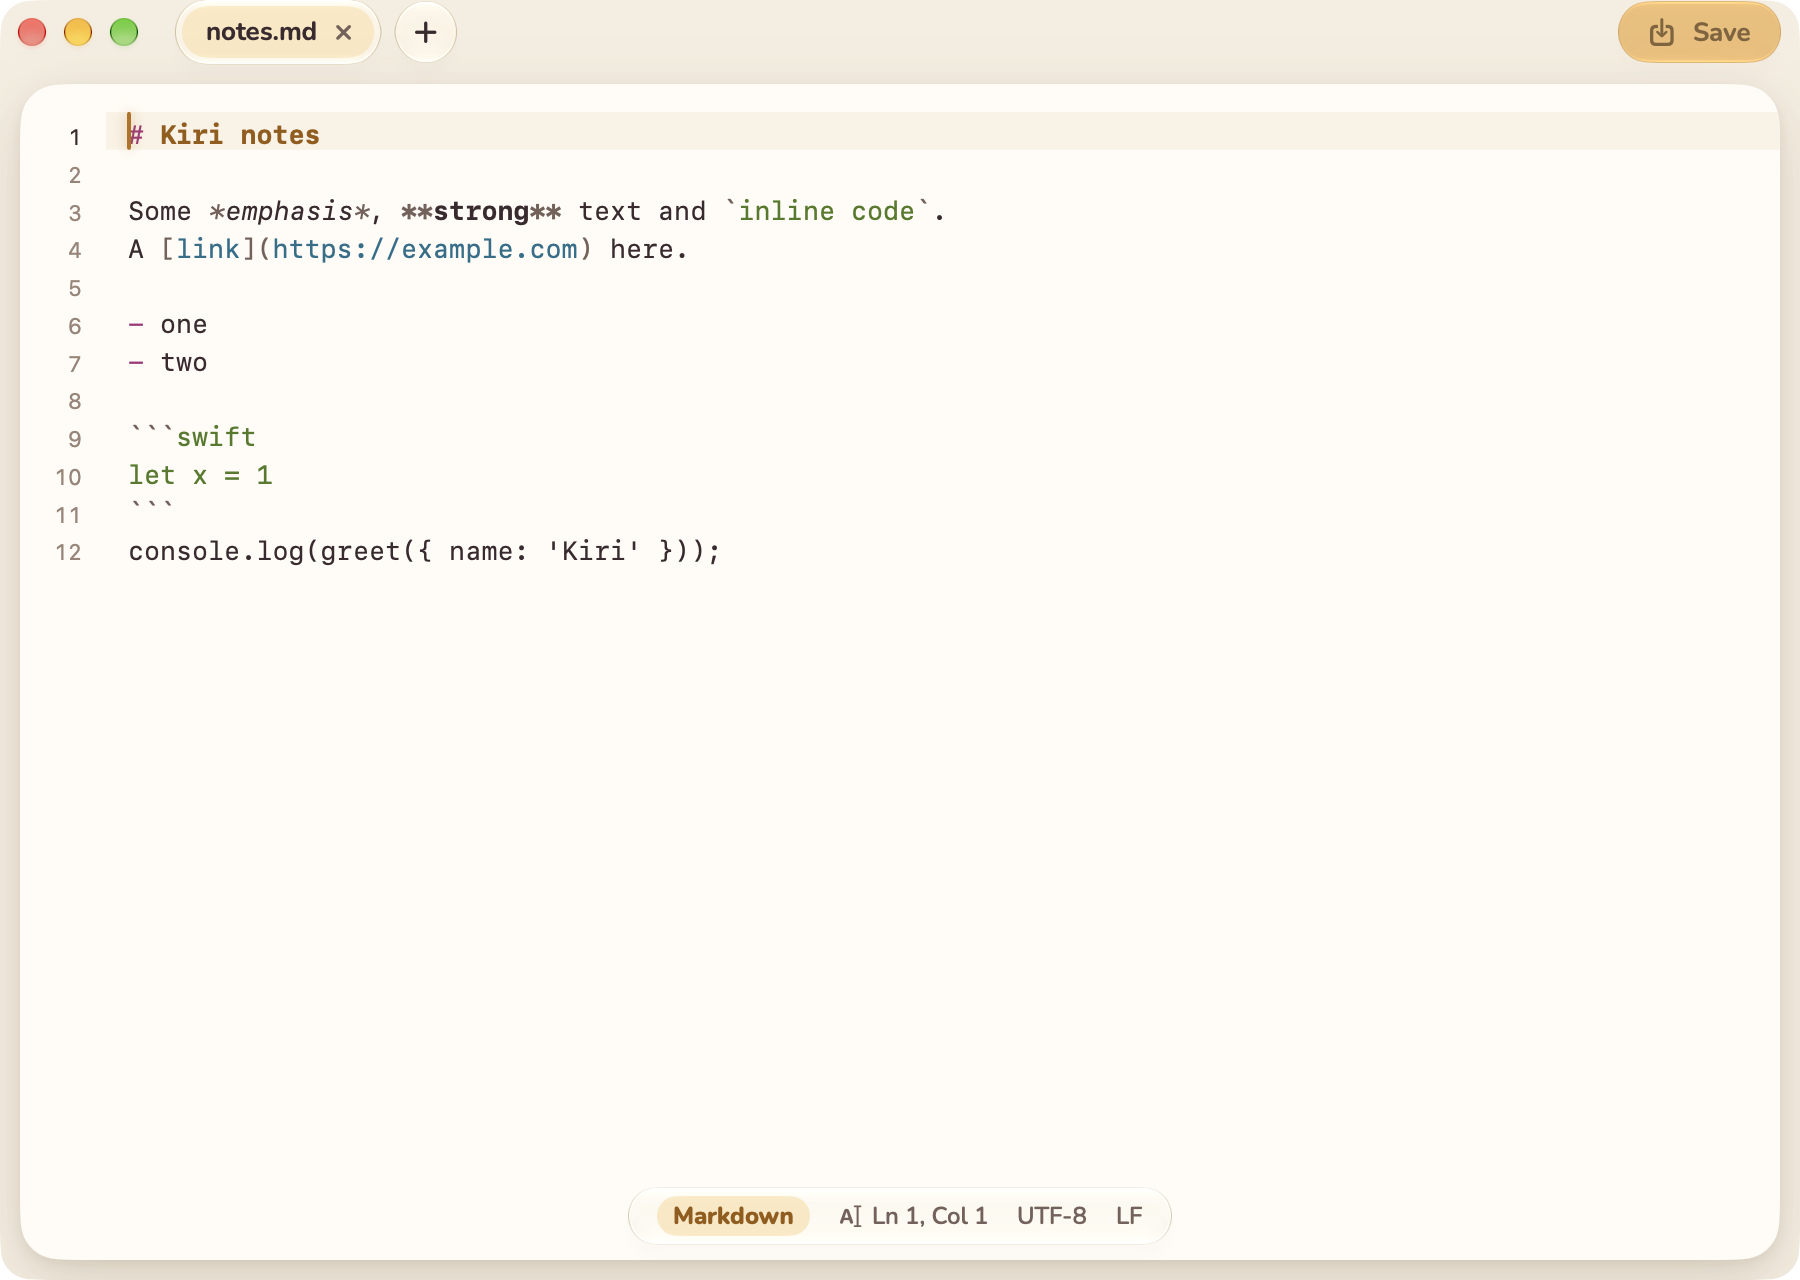 notes.md
Save
1 # Kiri notes
2
3 Some *emphasis*, **strong** text and `inline code`.
4 A [link](https://example.com) here.
5
6 - one
7 - two
8
9 ```swift
10 let x = 1
11 ```
12 console.log(greet({ name: 'Kiri' }));
Markdown Ln 1, Col 1 UTF-8 LF